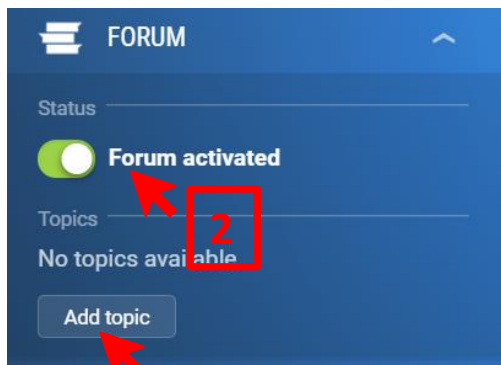 FORUM
Status
Forum activated
Topics
2
No topics available
Add topic